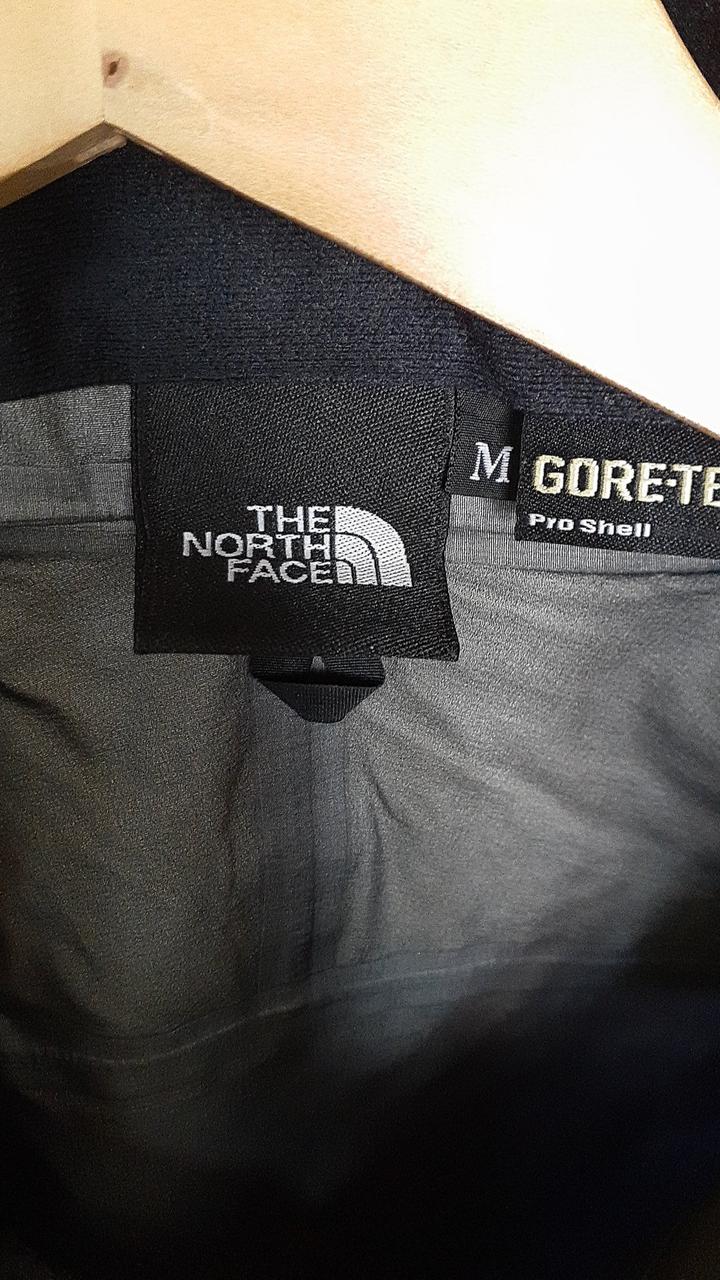 THE
NORTH
FACE
M
GORE-TE
Pro Shell